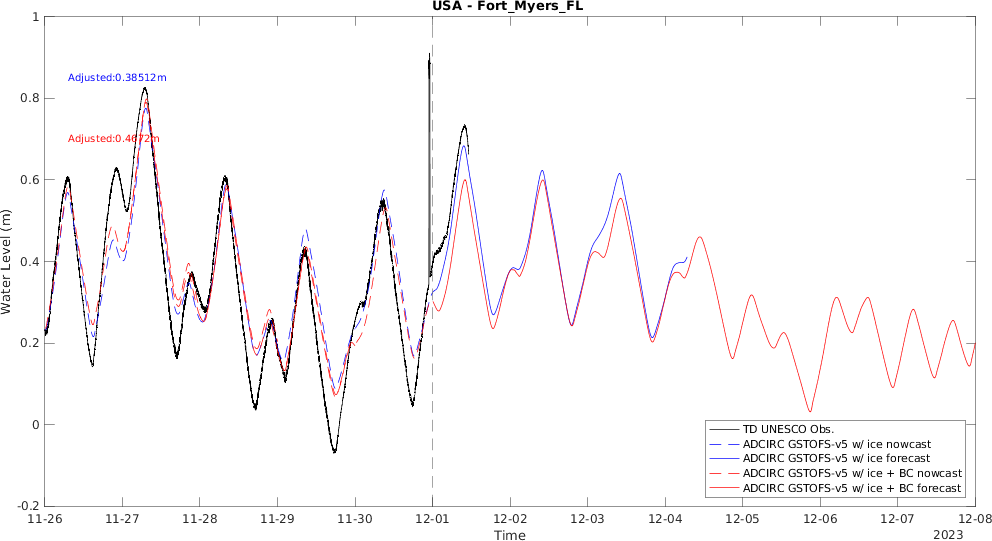 USA - Fort_Myers_FL
Water Level (m)
1
0.8
0.6
0.4
0.2
0
-0.2
Adjusted:0.38512m
Adjusted:0.4672m
TD UNESCO Obs.
ADCIRC GSTOFS-v5 w/ ice nowcast
ADCIRC GSTOFS-v5 w/ ice forecast
ADCIRC GSTOFS-v5 w/ ice + BC nowcast
ADCIRC GSTOFS-v5 w/ ice + BC forecast
11-26 11-27 11-28 11-29 11-30 12-01 12-02 12-03 12-04 12-05 12-06 12-07 12-08
Time
2023